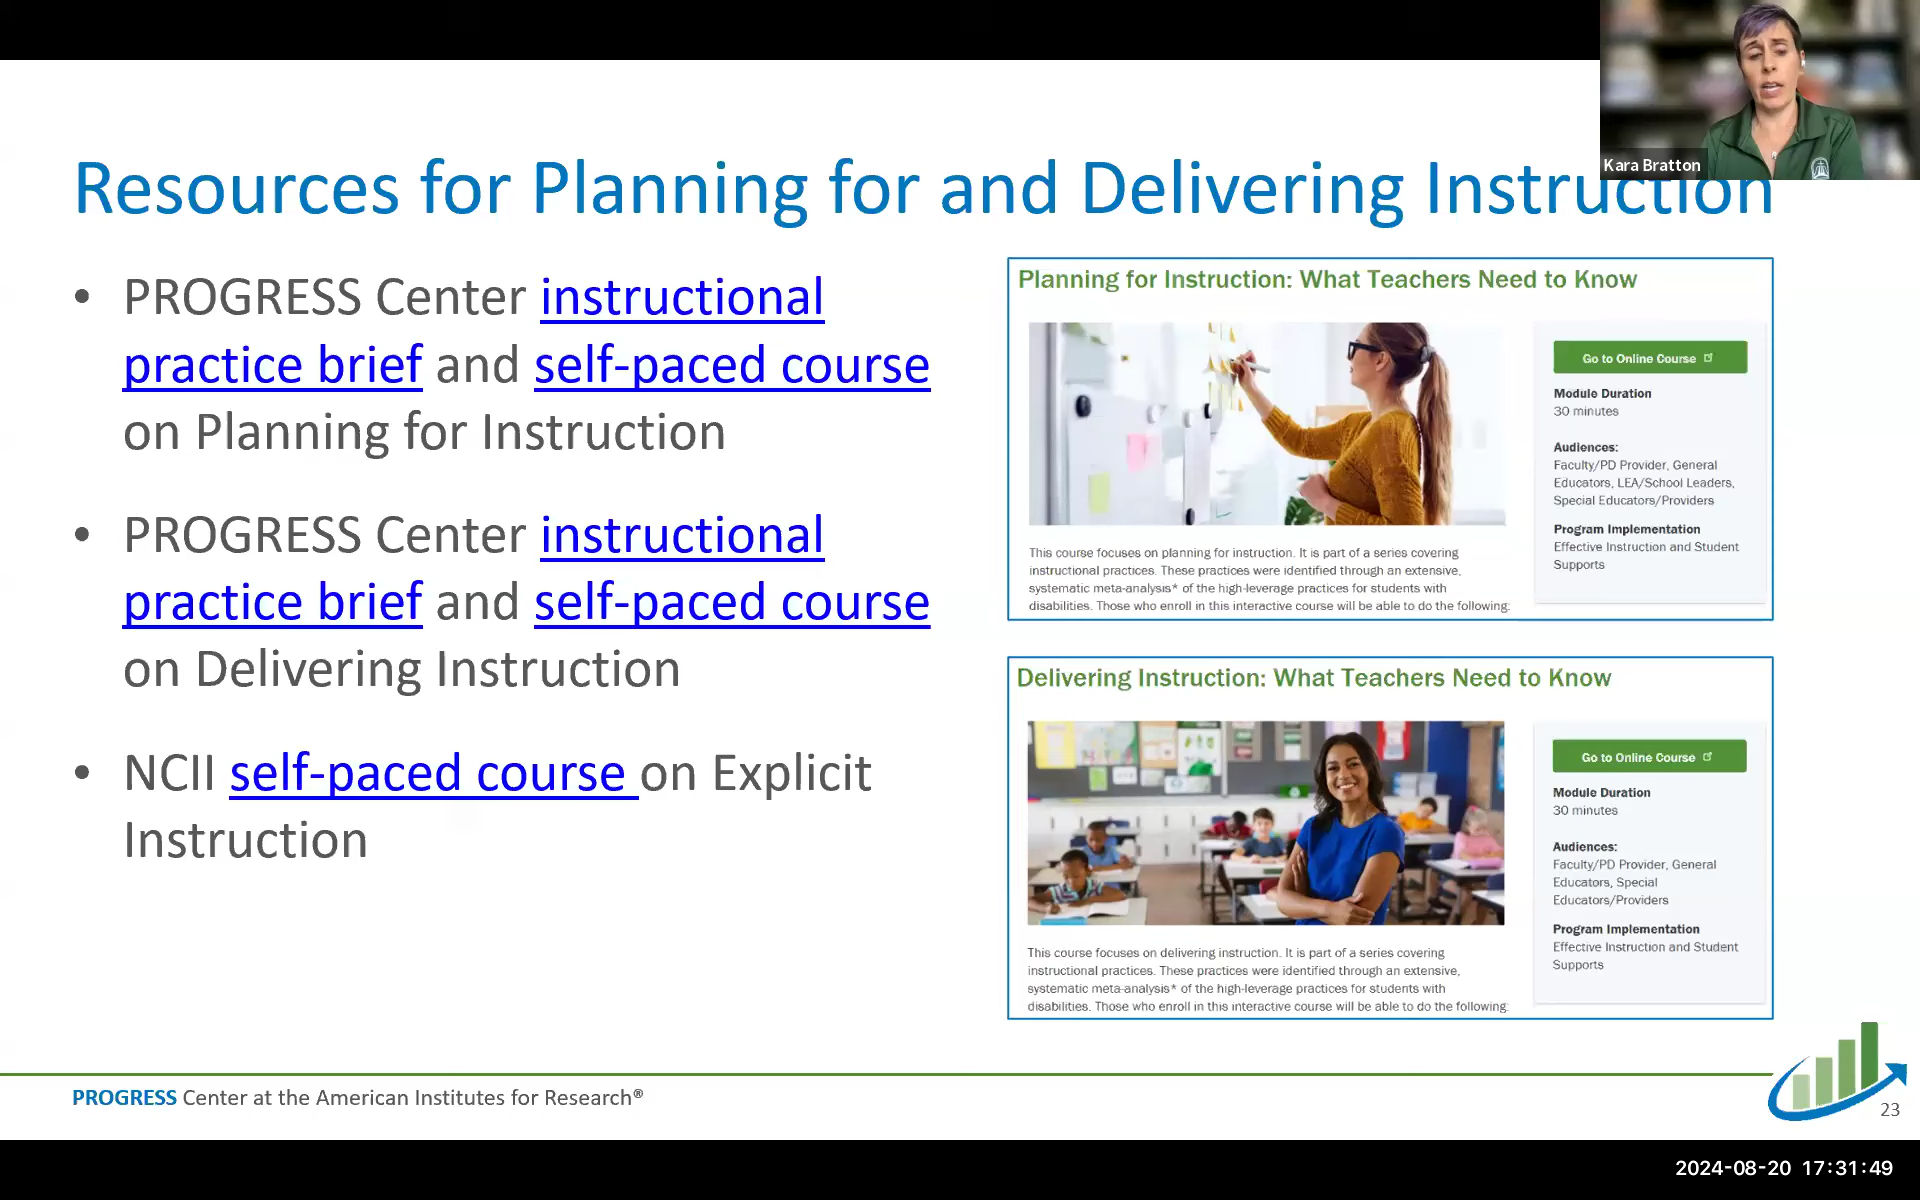 Kara Bratton
Resources for Planning for and Delivering Instruction
• PROGRESS Center instructional
practice brief and self-paced course
on Planning for Instruction
• PROGRESS Center instructional
practice brief and self-paced course
on Delivering Instruction
• NCII self-paced course on Explicit
Instruction
Planning for Instruction: What Teachers Need to Know
Go to Online Course
Module Duration
30 minutes
Audiences:
Faculty/PD Provider, General
Educators, LEA/School Leaders,
Special Educators/Providers
Program Implementation
Effective Instruction and Student
Supports
This course focuses on planning for instruction. It is part of a series covering
instructional practices. These practices were identified through an extensive,
systematic meta-analysis* of the high-leverage practices for students with
disabilities. Those who enroll in this interactive course will be able to do the following:
Delivering Instruction: What Teachers Need to Know
Go to Online Course
Module Duration
30 minutes
Audiences:
Faculty/PD Provider, General
Educators, Special
Educators/Providers
Program Implementation
Effective Instruction and Student
Supports
This course focuses on delivering instruction. It is part of a series covering
instructional practices. These practices were identified through an extensive,
systematic meta-analysis* of the high-leverage practices for students with
disabilities. Those who enroll in this interactive course will be able to do the following:
PROGRESS Center at the American Institutes for Research®
23
2024-08-20 17:31:49